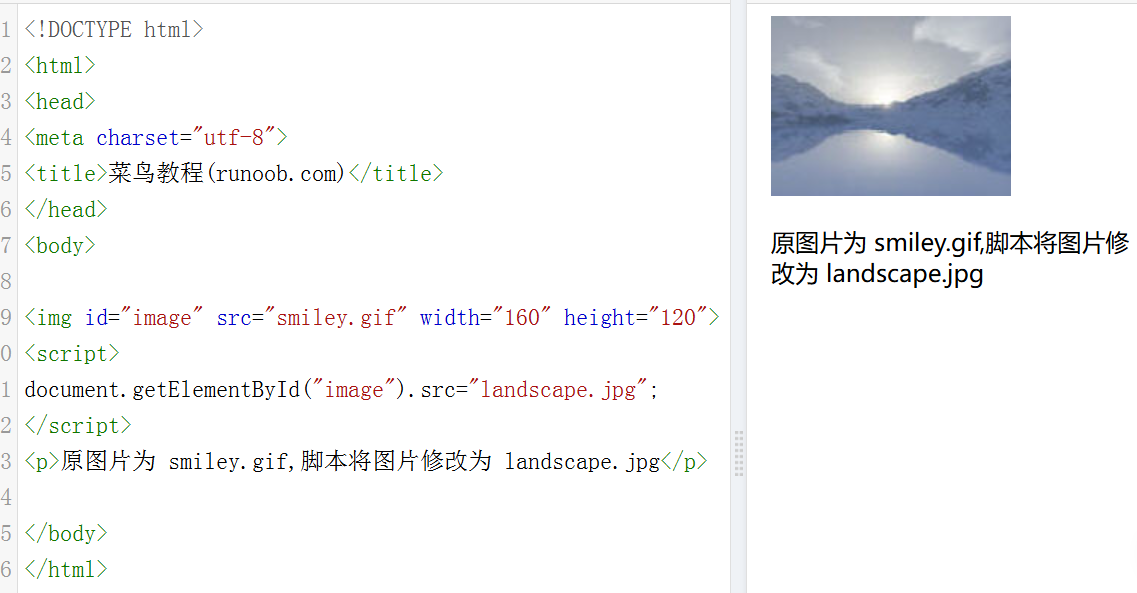 1 <!DOCTYPE html>
2 <html>
3 <head>
4 <meta charset="utf-8">
5 <title>菜鸟教程(runoob.com)</title>
6 </head>
7 <body>
8
9 <img id="image" src="smiley.gif" width="160" height="120">
0 <script>
1 document.getElementById("image").src="landscape.jpg";
2 </script>
3 <p>原图片为 smiley.gif,脚本将图片修改为 landscape.jpg</p>
4
5 </body>
6 </html>
原图片为 smiley.gif,脚本将图片修
改为 landscape.jpg